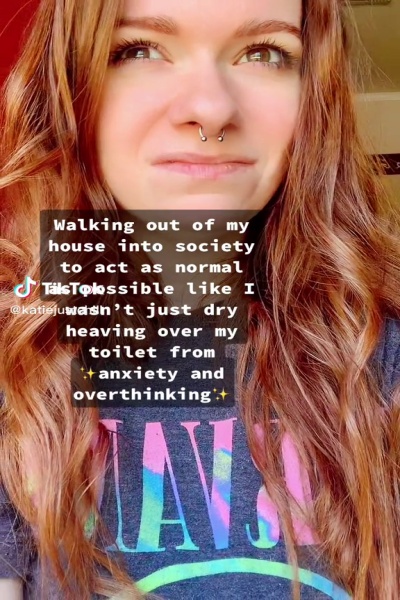 Walking out of my
house into society
to act as normal
as possible like I
TikTok
wasn’t just dry
heaving over my
toilet from
✨anxiety and
overthinking✨